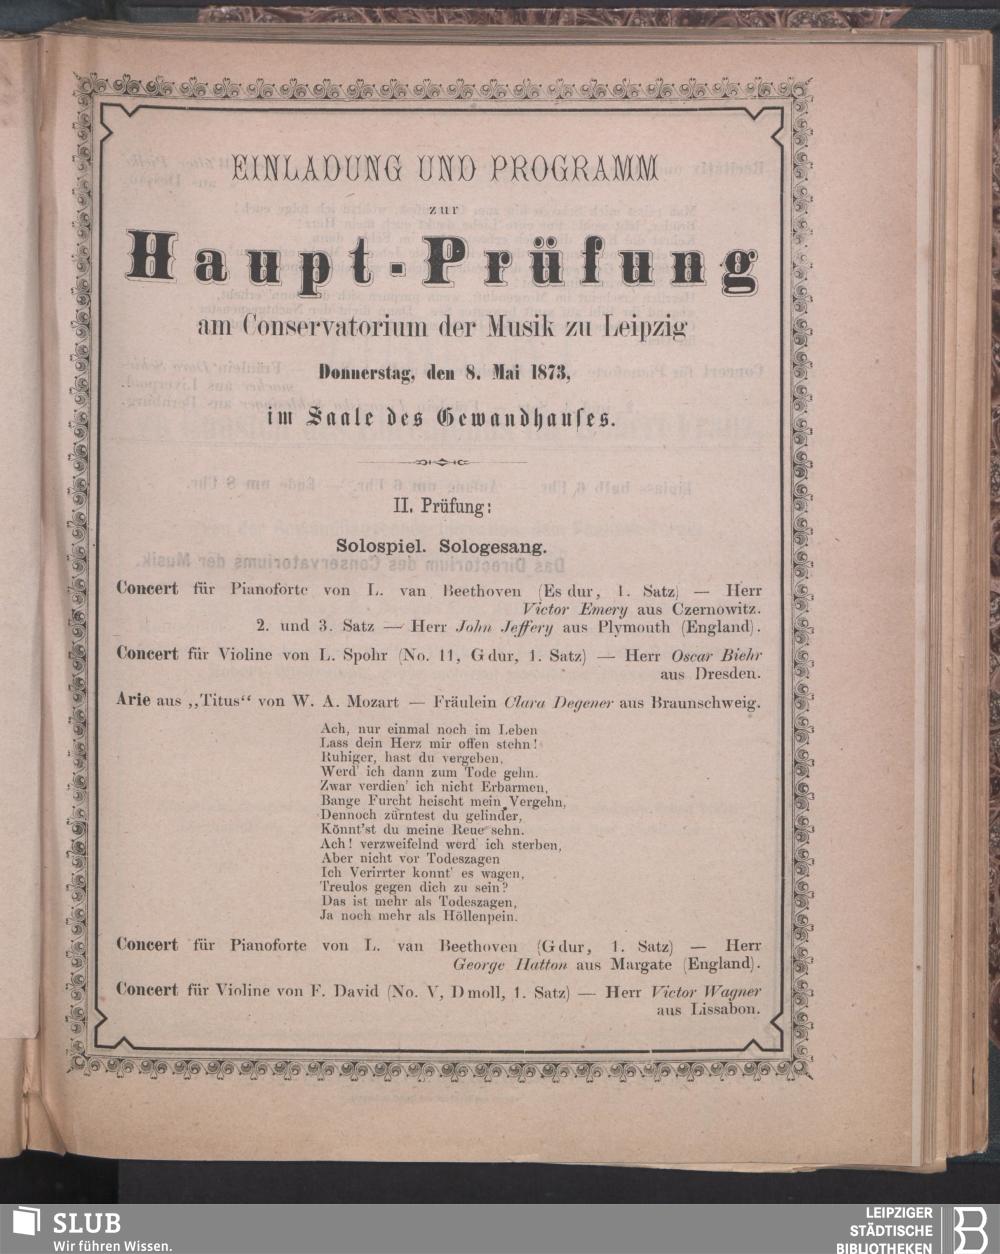 EINLADUNG UND PROGRAMM
zur
Haupt-Prüfung
am Conservatorium der Musik zu Leipzig
Donnerstag, den 8. Mai 1873,
im Saale des Gewandhauses.
II. Prüfung:
Solospiel. Sologesang.
Concert für Pianoforte von L. van Beethoven (Es dur, 1. Satz) — Herr
Victor Emery aus Czernowitz.
2. und 3. Satz — Herr John Jeffery aus Plymouth (England).
Concert für Violine von L. Spohr (No. 11, G dur, 1. Satz) — Herr Oscar Biehr
aus Dresden.
Arie aus „Titus“ von W. A. Mozart — Fräulein Clara Degener aus Braunschweig.
Ach, nur einmal noch im Leben
Lass dein Herz mir offen stehn!
Ruhiger, hast du vergeben,
Werd' ich dann zum Tode gehn.
Zwar verdien' ich nicht Erbarmen,
Bange Furcht heischt mein Vergehn,
Dennoch zürntest du gelinder,
Könnt'st du meine Reue sehn.
Ach! verzweifelnd werd' ich sterben,
Aber nicht vor Todeszagen
Ich Verirrter konnt' es wagen,
Treulos gegen dich zu sein?
Das ist mehr als Todeszagen,
Ja noch mehr als Höllenpein.
Concert für Pianoforte von L. van Beethoven (G dur, 1. Satz) — Herr
George Hatton aus Margate (England).
Concert für Violine von F. David (No. V, D moll, 1. Satz) — Herr Victor Wagner
aus Lissabon.
SLUB
Wir führen Wissen.
LEIPZIGER
STÄDTISCHE
BIBLIOTHEKEN